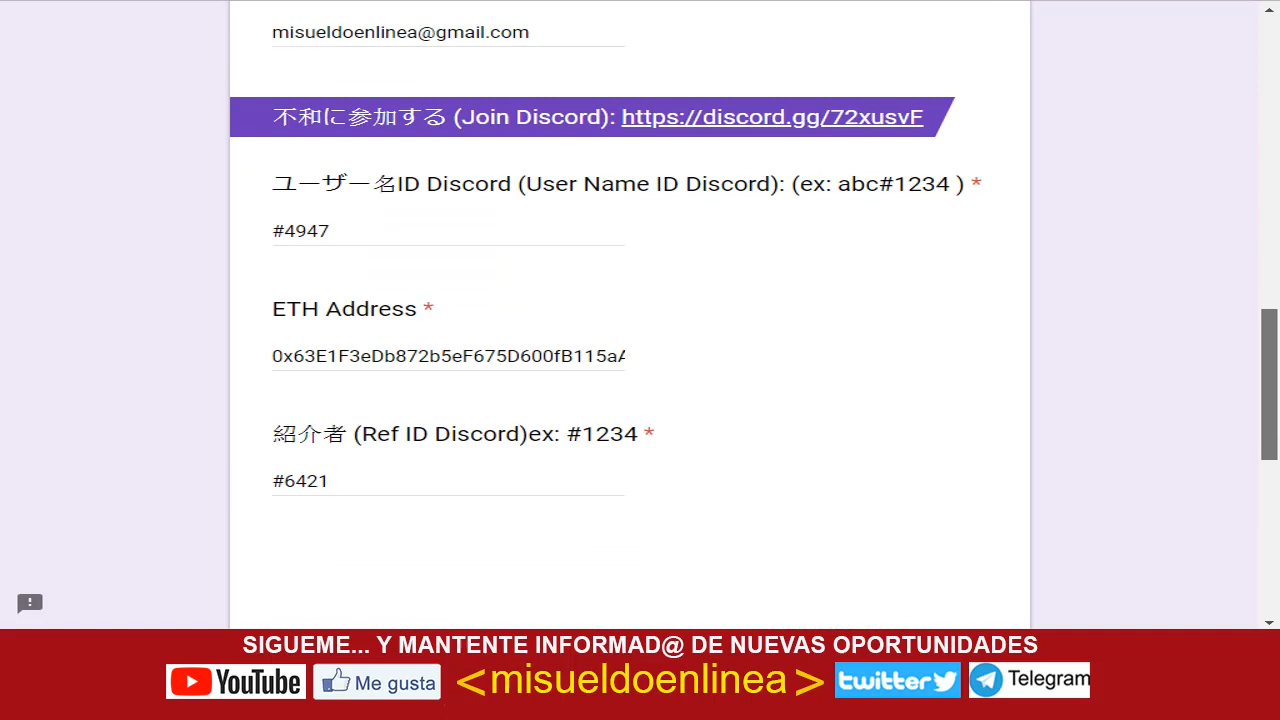 misueldoenlinea@gmail.com
不和に参加する (Join Discord): https://discord.gg/72xusvF
ユーザー名ID Discord (User Name ID Discord): (ex: abc#1234 ) *
#4947
ETH Address *
0x63E1F3eDb872b5eF675D600fB115aA
紹介者 (Ref ID Discord)ex: #1234 *
#6421
SIGUEME... Y MANTENTE INFORMAD@ DE NUEVAS OPORTUNIDADES
YouTube Me gusta <misueldoenlinea> twitter Telegram